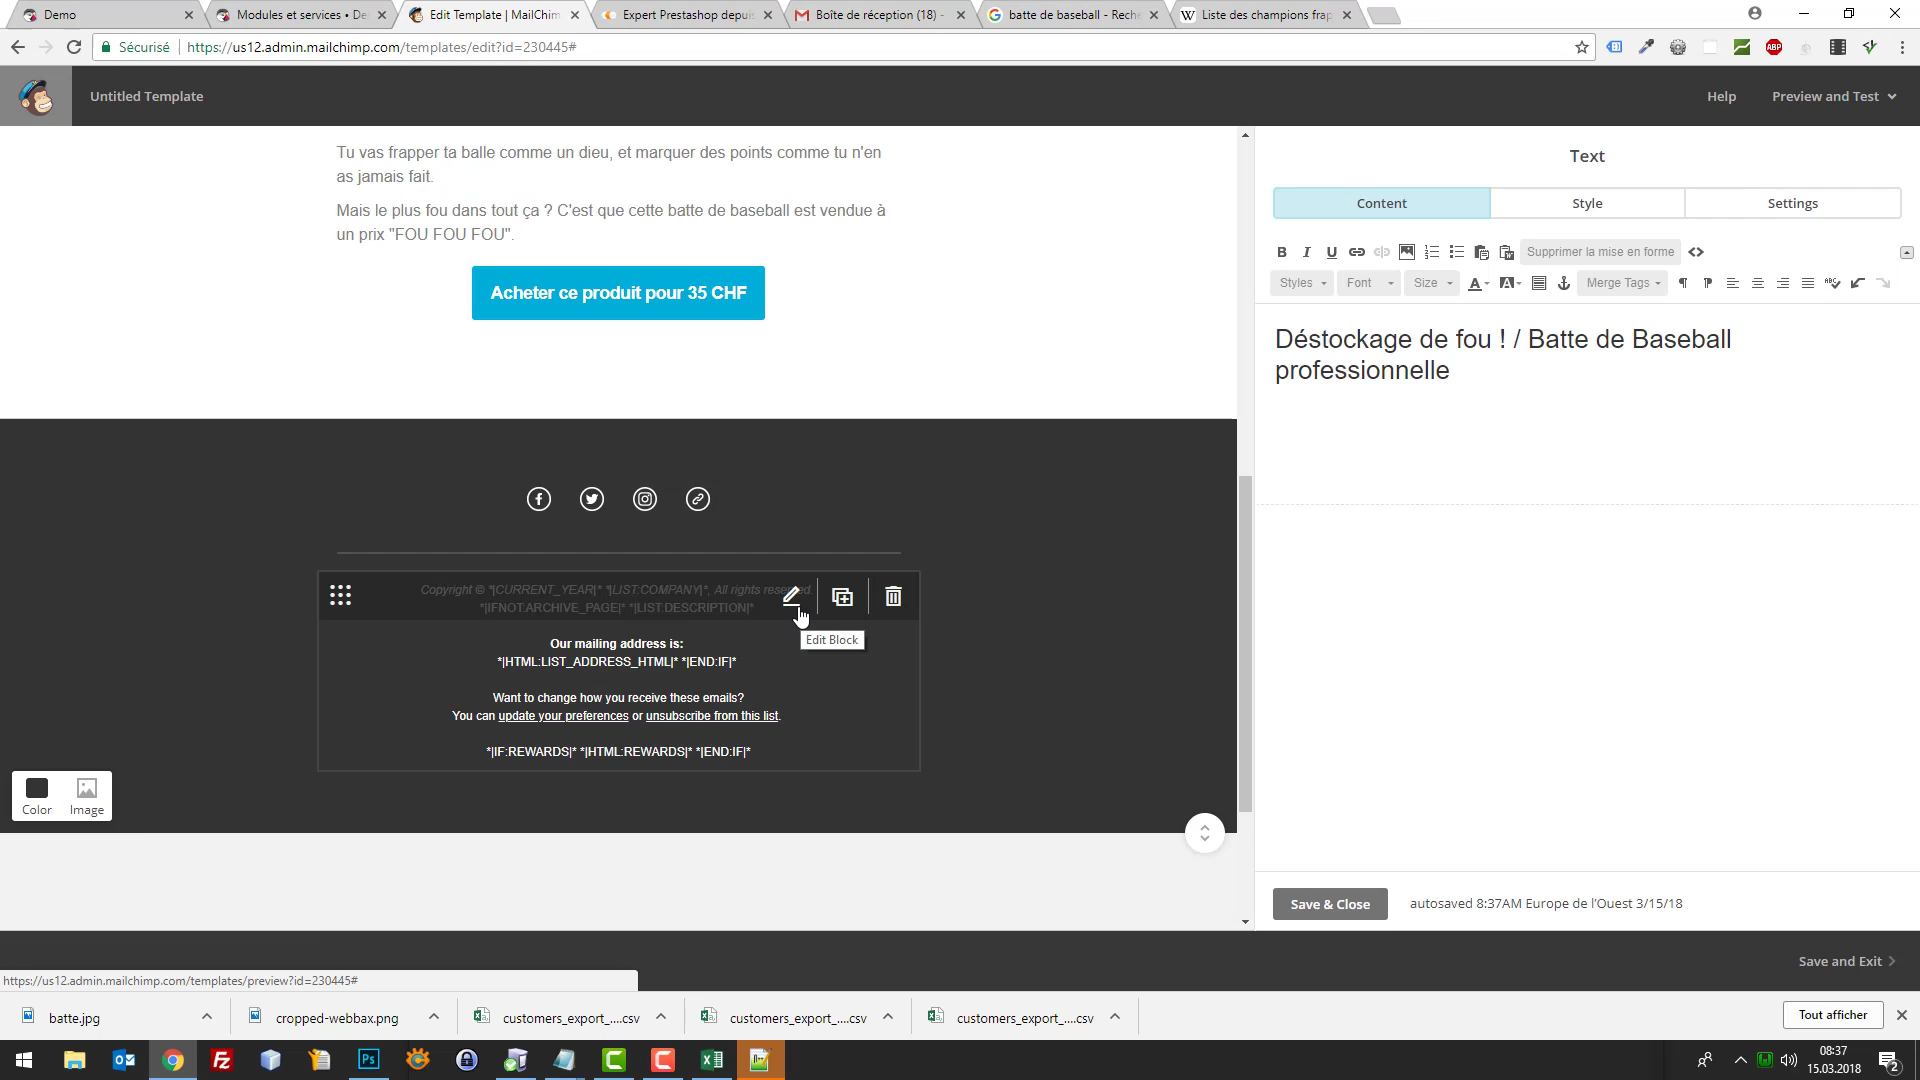 Demo
Modules et services • De
Edit Template | MailChim
Expert Prestashop depuis
Boîte de réception (18) -
batte de baseball - Rech
Liste des champions frap
Sécurisé
https://us12.admin.mailchimp.com/templates/edit?id=230445#
ABP
Untitled Template
Help
Preview and Test
Tu vas frapper ta balle comme un dieu, et marquer des points comme tu n'en
as jamais fait.
Mais le plus fou dans tout ça ? C'est que cette batte de baseball est vendue à
un prix "FOU FOU FOU".
Acheter ce produit pour 35 CHF
Text
Content
Style
Settings
B I U
Supprimer la mise en forme
Styles
Font
Size
Merge Tags
Déstockage de fou ! / Batte de Baseball
professionnelle
Copyright © *|CURRENT_YEAR|* *|LIST:COMPANY|*, All rights reserved.
*|IFNOT:ARCHIVE_PAGE|* *|LIST:DESCRIPTION|*
Edit Block
Our mailing address is:
*|HTML:LIST_ADDRESS_HTML|* *|END:IF|*
Want to change how you receive these emails?
You can update your preferences or unsubscribe from this list.
*|IF:REWARDS|* *|HTML:REWARDS|* *|END:IF|*
Color
Image
Save & Close
autosaved 8:37AM Europe de l'Ouest 3/15/18
Save and Exit
https://us12.admin.mailchimp.com/templates/preview?id=230445#
batte.jpg
cropped-webbax.png
customers_export_....csv
customers_export_....csv
customers_export_....csv
Tout afficher
08:37
15.03.2018
2